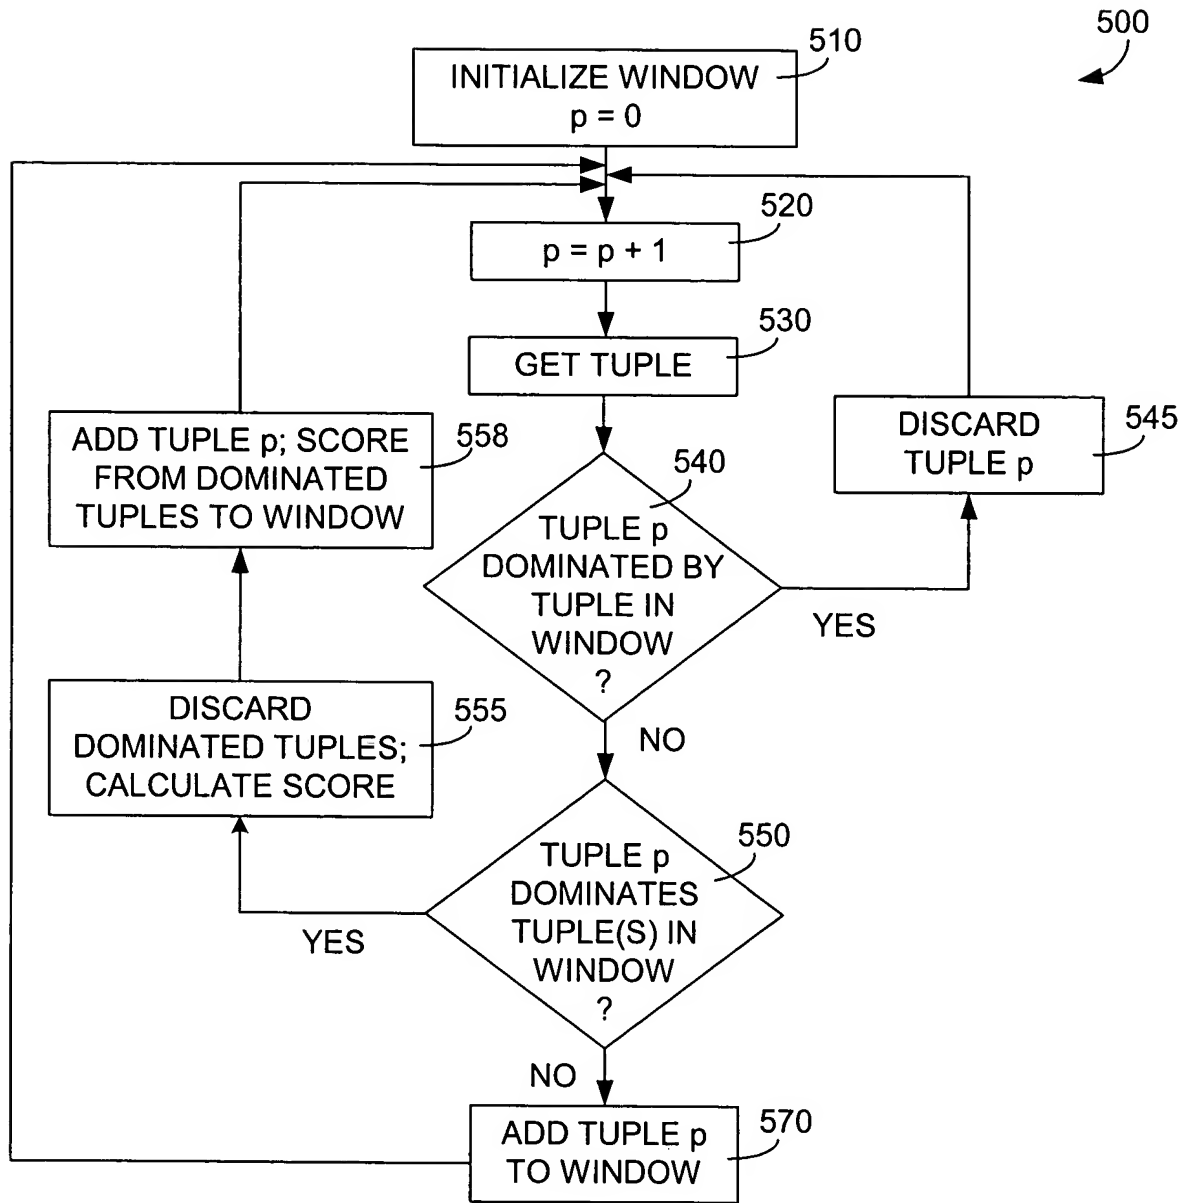 500
510
INITIALIZE WINDOW
p = 0
520
p = p + 1
530
GET TUPLE
540
TUPLE p
DOMINATED BY
TUPLE IN
WINDOW
?
YES
545
DISCARD
TUPLE p
NO
550
TUPLE p
DOMINATES
TUPLE(S) IN
WINDOW
?
YES
555
DISCARD
DOMINATED TUPLES;
CALCULATE SCORE
558
ADD TUPLE p; SCORE
FROM DOMINATED
TUPLES TO WINDOW
NO
570
ADD TUPLE p
TO WINDOW